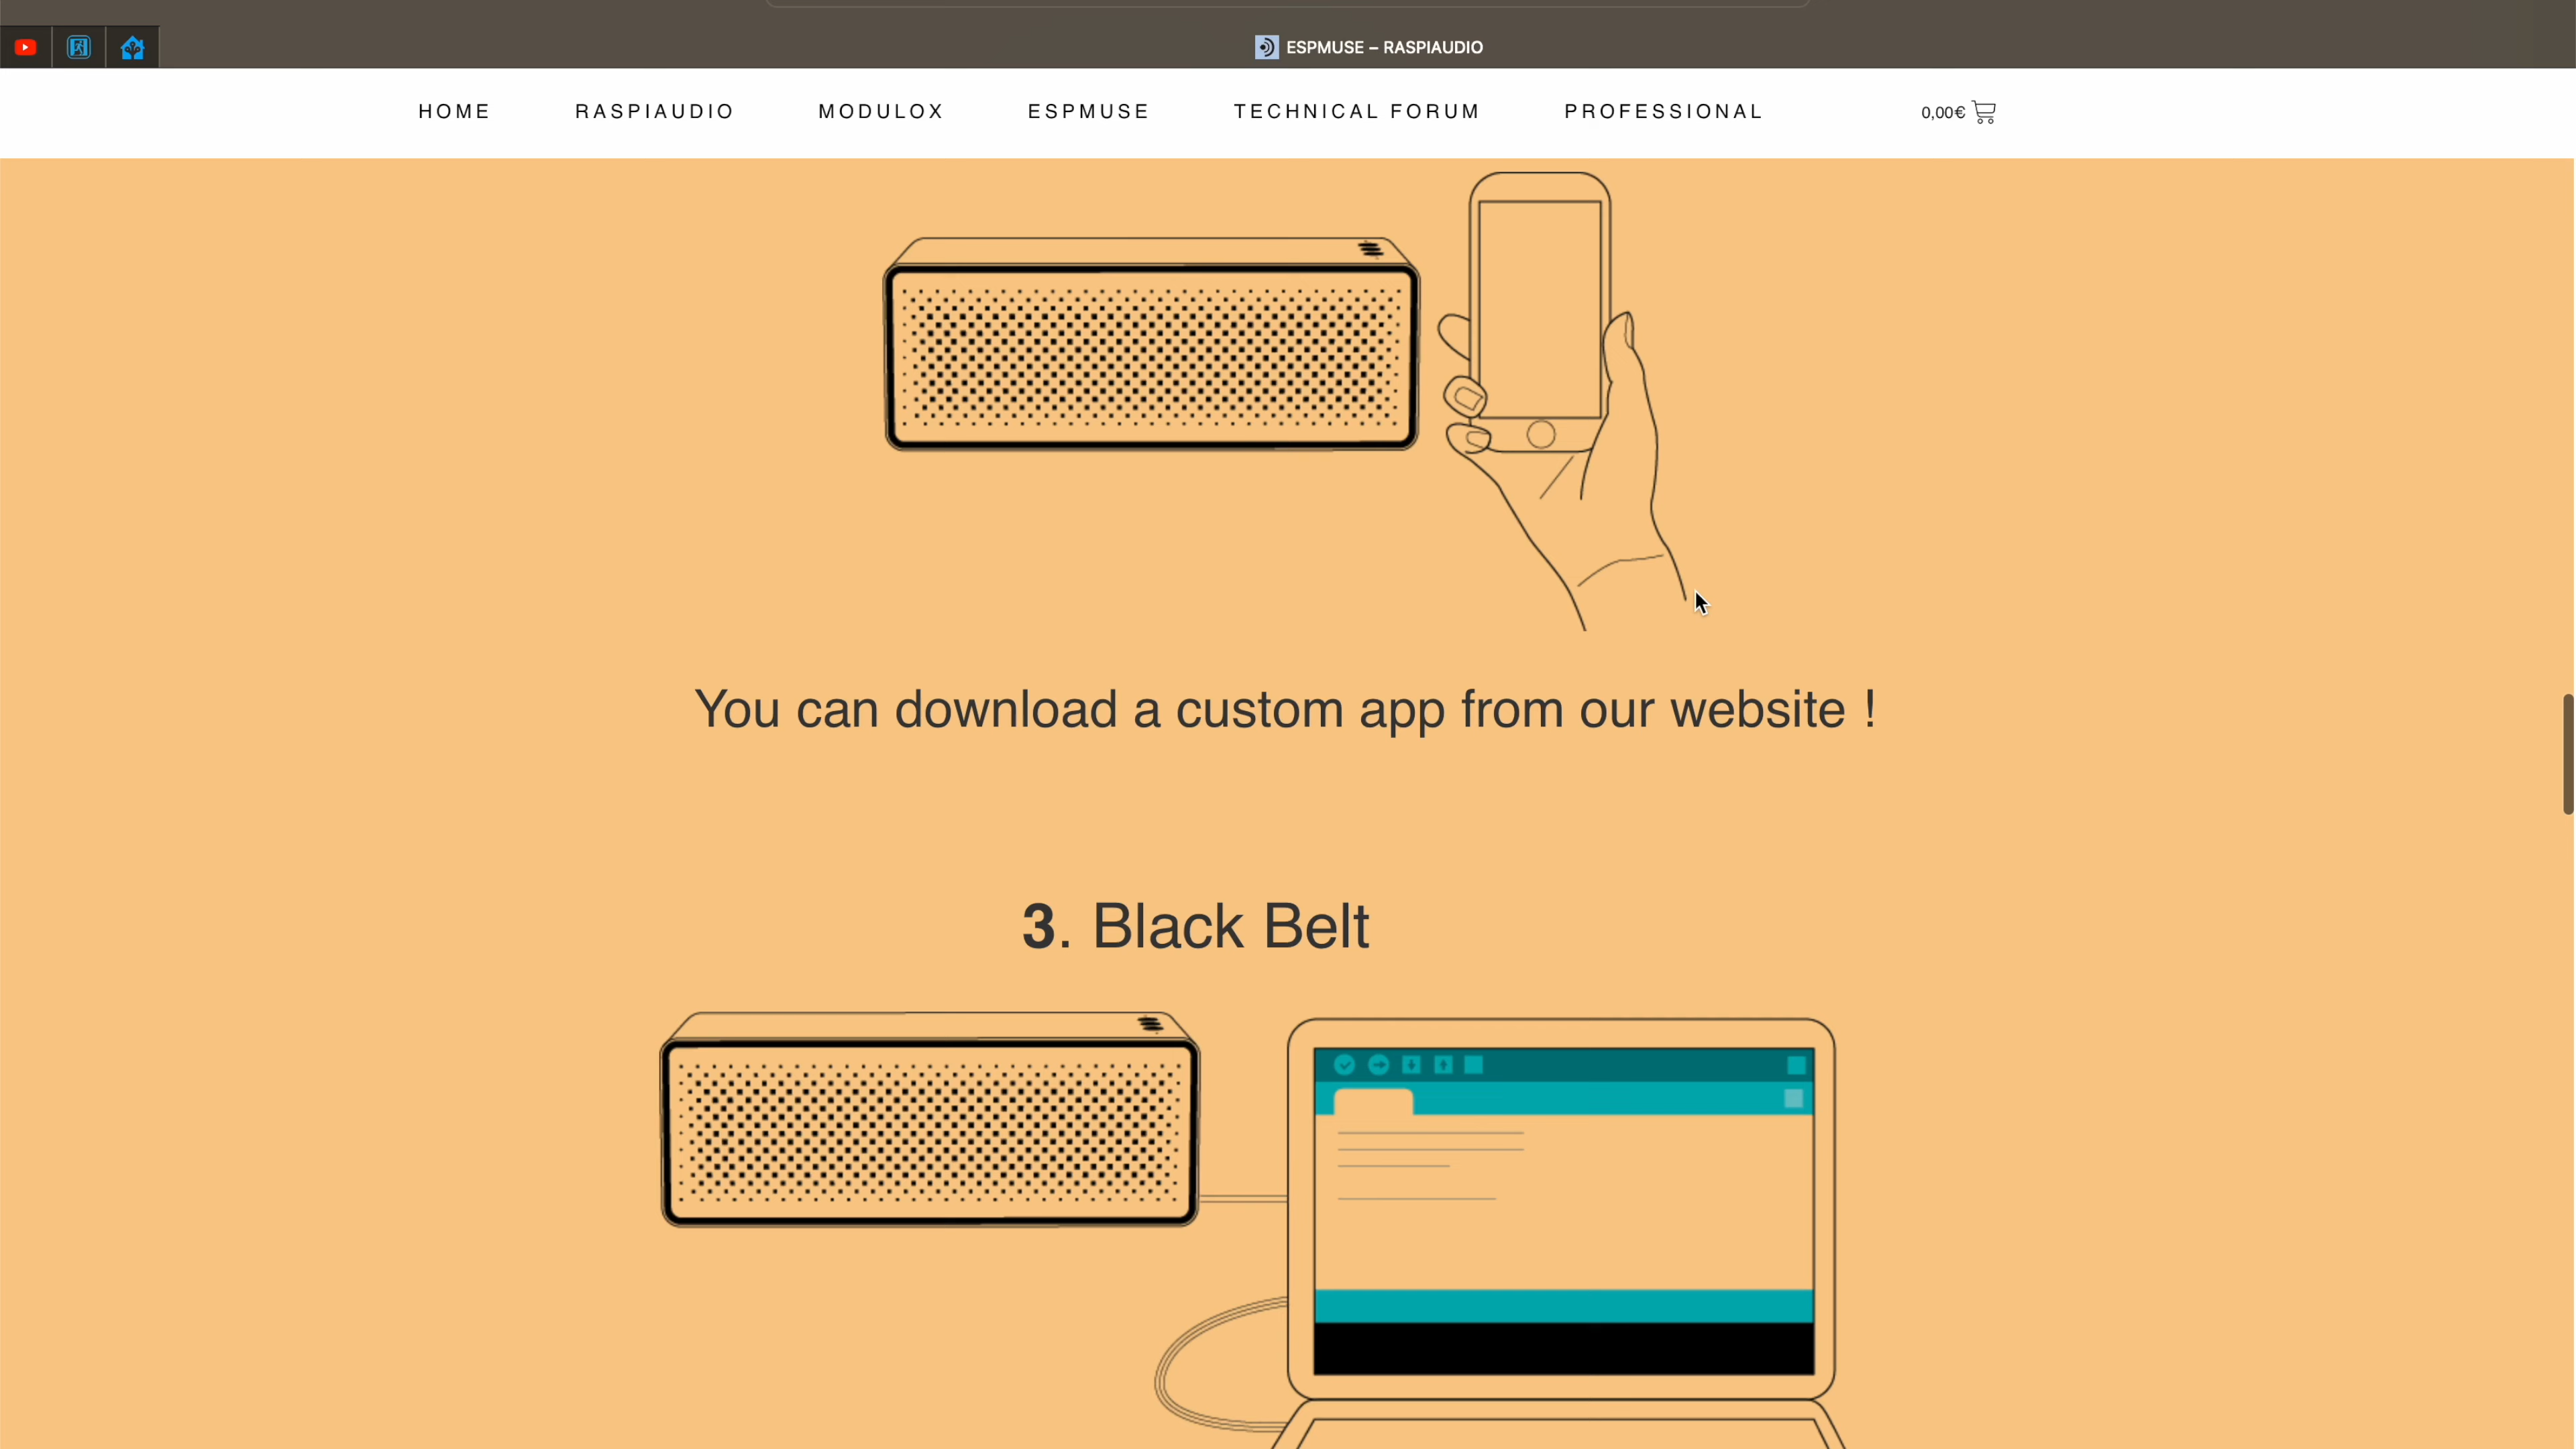 ESPMUSE – RASPIAUDIO
HOME RASPIAUDIO MODULOX ESPMUSE TECHNICAL FORUM PROFESSIONAL 0,00€
You can download a custom app from our website !
3. Black Belt